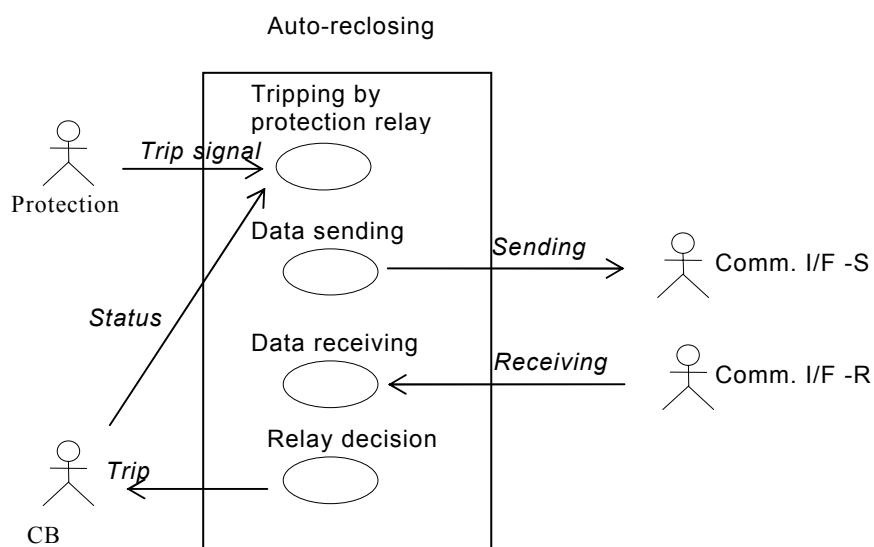 Auto-reclosing
Tripping by
protection relay
Trip signal
Protection
Data sending
Sending
Comm. I/F -S
Status
Data receiving
Receiving
Comm. I/F -R
Relay decision
Trip
CB